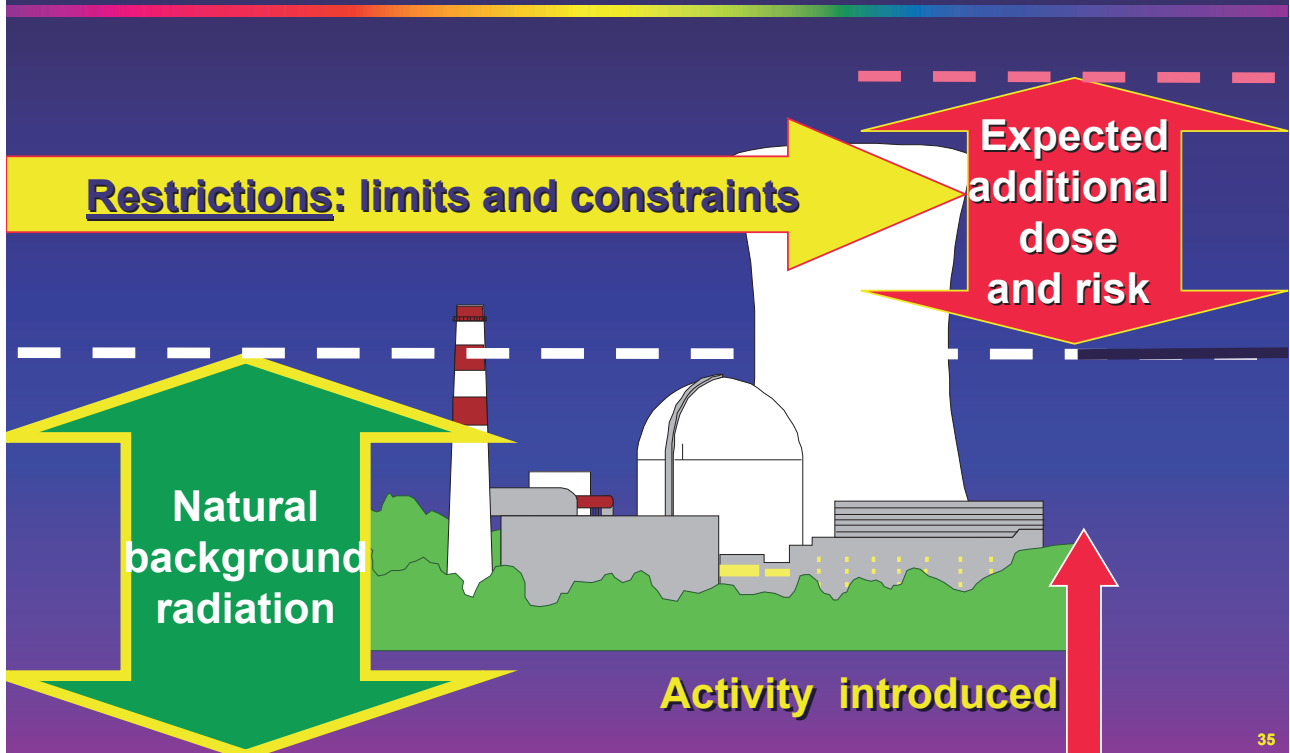 Expected
additional
dose
and risk
Restrictions: limits and constraints
Natural
background
radiation
Activity introduced
35